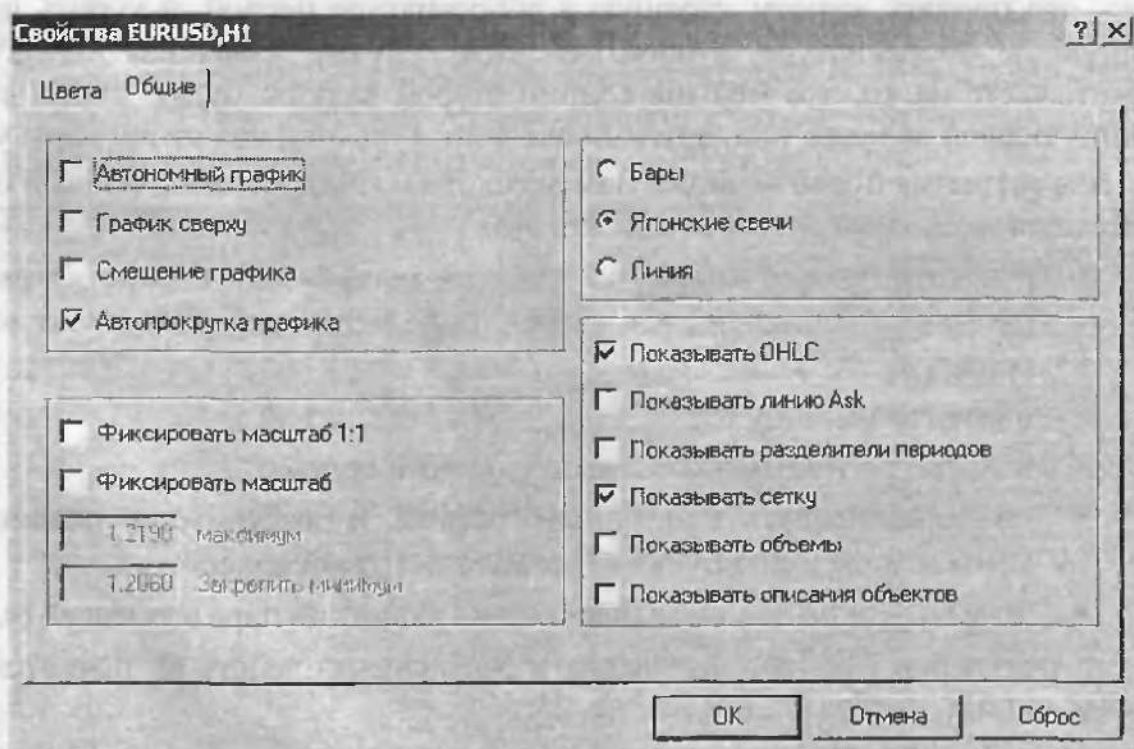 Свойства EURUSD,H1
Цвета Общие
Автономный график
График сверху
Смещение графика
Автопрокрутка графика
Фиксировать масштаб 1:1
Фиксировать масштаб
1.2190 максимум
1.2060 Закрепить минимум
Бары
Японские свечи
Линия
Показывать OHLC
Показывать линию Ask
Показывать разделители периодов
Показывать сетку
Показывать объемы
Показывать описания объектов
OK Отмена Сброс